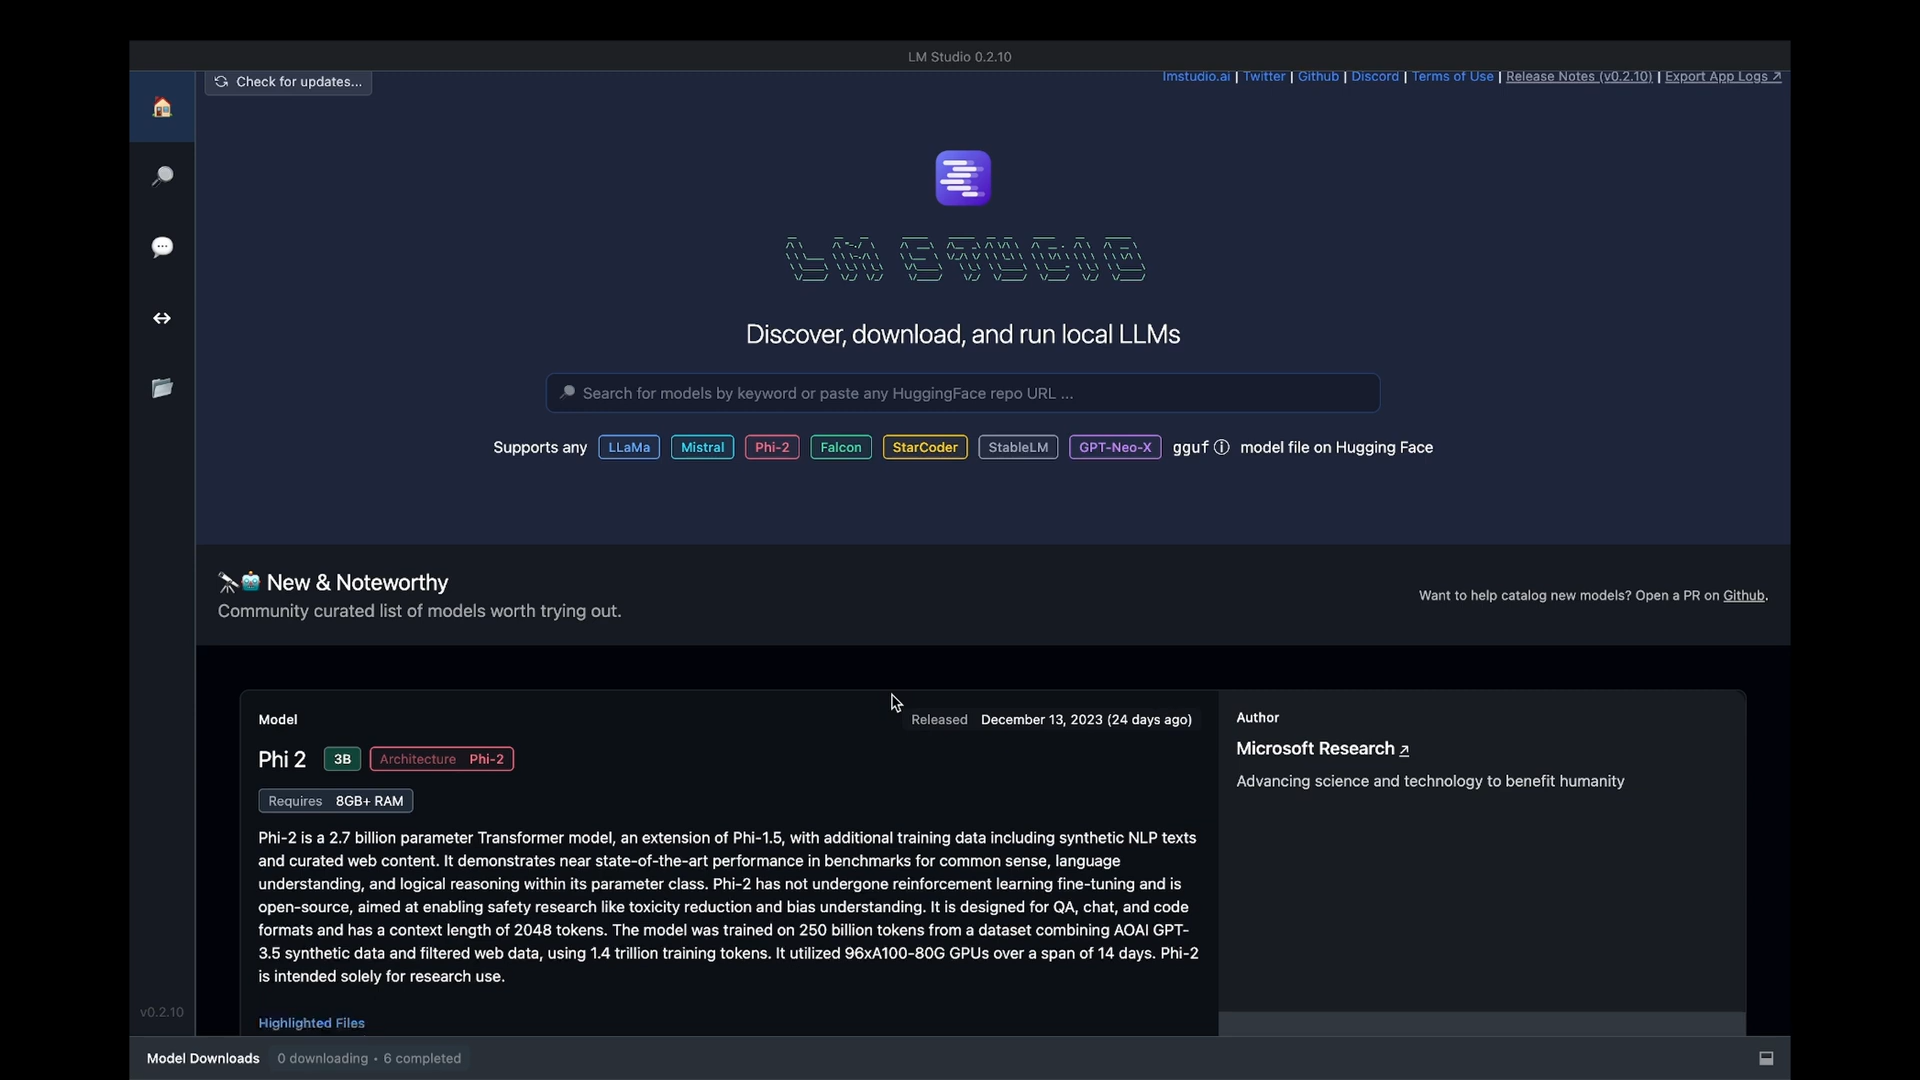 LM Studio 0.2.10
Check for updates...
lmstudio.ai | Twitter | Github | Discord | Terms of Use | Release Notes (v0.2.10) | Export App Logs ↗
LM STUDIO
Discover, download, and run local LLMs
Search for models by keyword or paste any HuggingFace repo URL ...
Supports any LLaMa Mistral Phi-2 Falcon StarCoder StableLM GPT-Neo-X gguf ⓘ model file on Hugging Face
New & Noteworthy
Community curated list of models worth trying out.
Want to help catalog new models? Open a PR on Github.
Model
Released December 13, 2023 (24 days ago)
Phi 2 3B Architecture Phi-2
Requires 8GB+ RAM
Phi-2 is a 2.7 billion parameter Transformer model, an extension of Phi-1.5, with additional training data including synthetic NLP texts
and curated web content. It demonstrates near state-of-the-art performance in benchmarks for common sense, language
understanding, and logical reasoning within its parameter class. Phi-2 has not undergone reinforcement learning fine-tuning and is
open-source, aimed at enabling safety research like toxicity reduction and bias understanding. It is designed for QA, chat, and code
formats and has a context length of 2048 tokens. The model was trained on 250 billion tokens from a dataset combining AOAI GPT-
3.5 synthetic data and filtered web data, using 1.4 trillion training tokens. It utilized 96xA100-80G GPUs over a span of 14 days. Phi-2
is intended solely for research use.
Highlighted Files
Author
Microsoft Research ↗
Advancing science and technology to benefit humanity
v0.2.10
Model Downloads 0 downloading • 6 completed